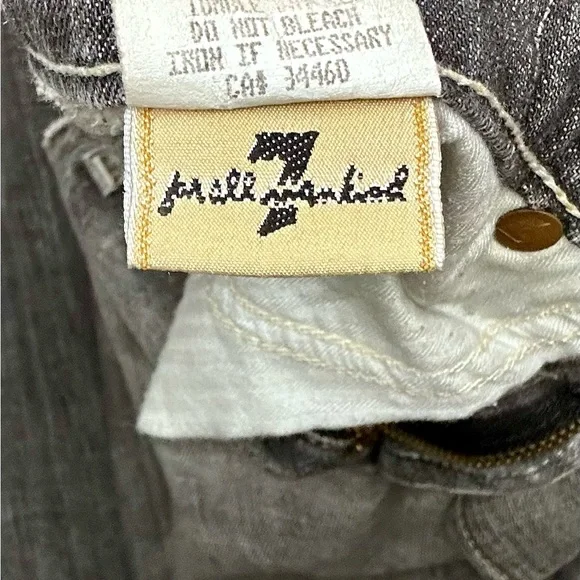 DO NOT BLEACH
IRON IF NECESSARY
CA# 34460
7
for all mankind